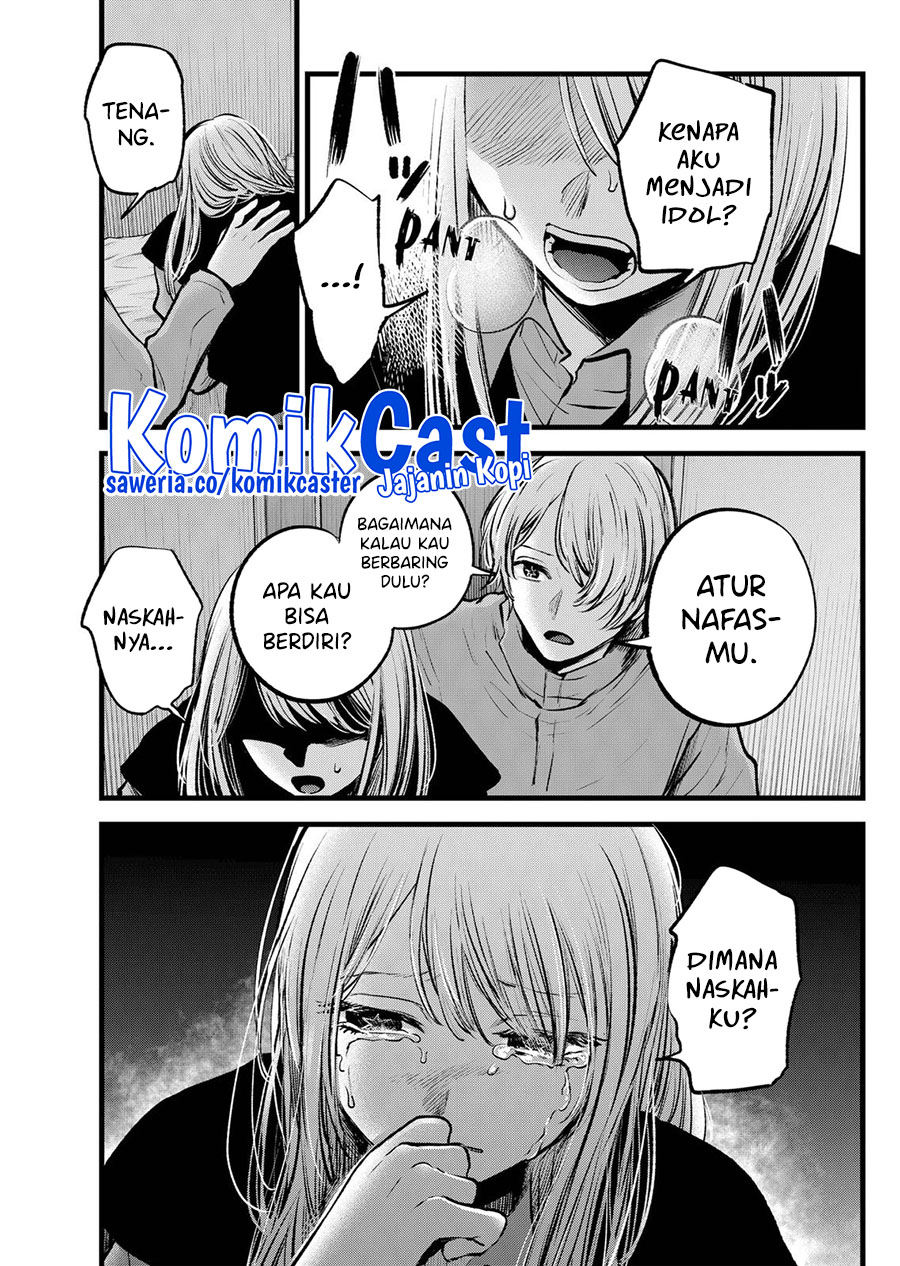 KENAPA
AKU
MENJADI
IDOL?
PANT
PANT
...!
TENA-
NG.
KomikCast
saweria.co/komikcaster Jajanin Kopi
ATUR
NAFAS-
MU.
BAGAIMANA
KALAU KAU
BERBARING
DULU?
APA KAU
BISA
BERDIRI?
NASKAH-
NYA...
DIMANA
NASKAH-
KU?